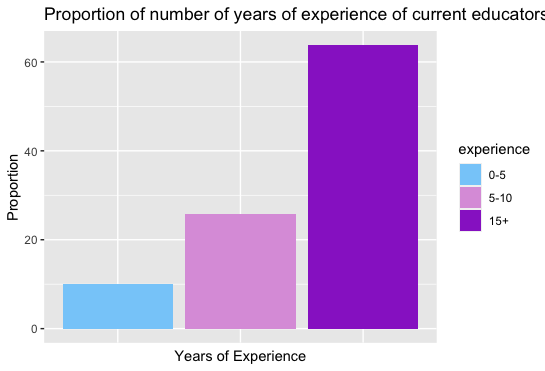 Proportion of number of years of experience of current educators
Proportion
60
40
20
0
Years of Experience
experience
0-5
5-10
15+